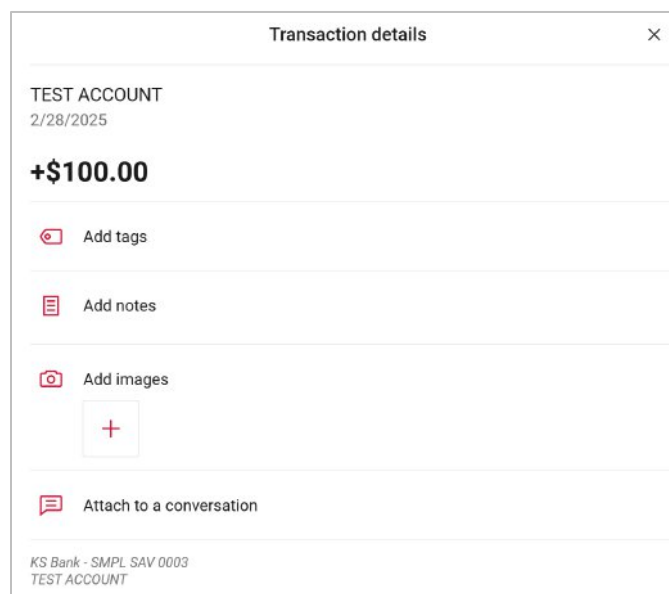 Transaction details
TEST ACCOUNT
2/28/2025
+$100.00
Add tags
Add notes
Add images
Attach to a conversation
KS Bank - SMPL SAV 0003
TEST ACCOUNT